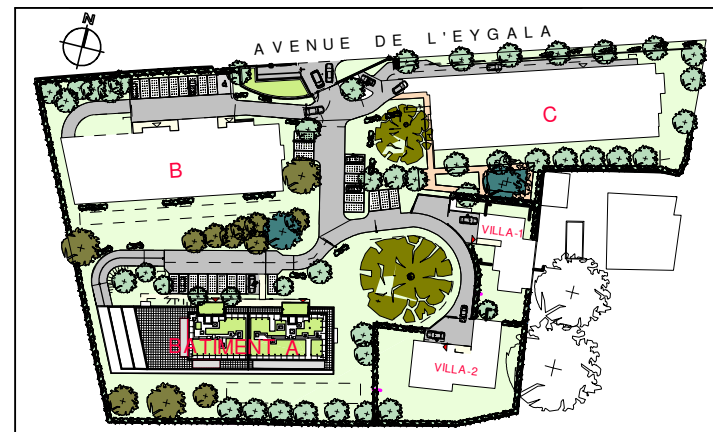 N
AVENUE DE L'EYGALA
C
B
VILLA-1
BATIMENT A
VILLA-2